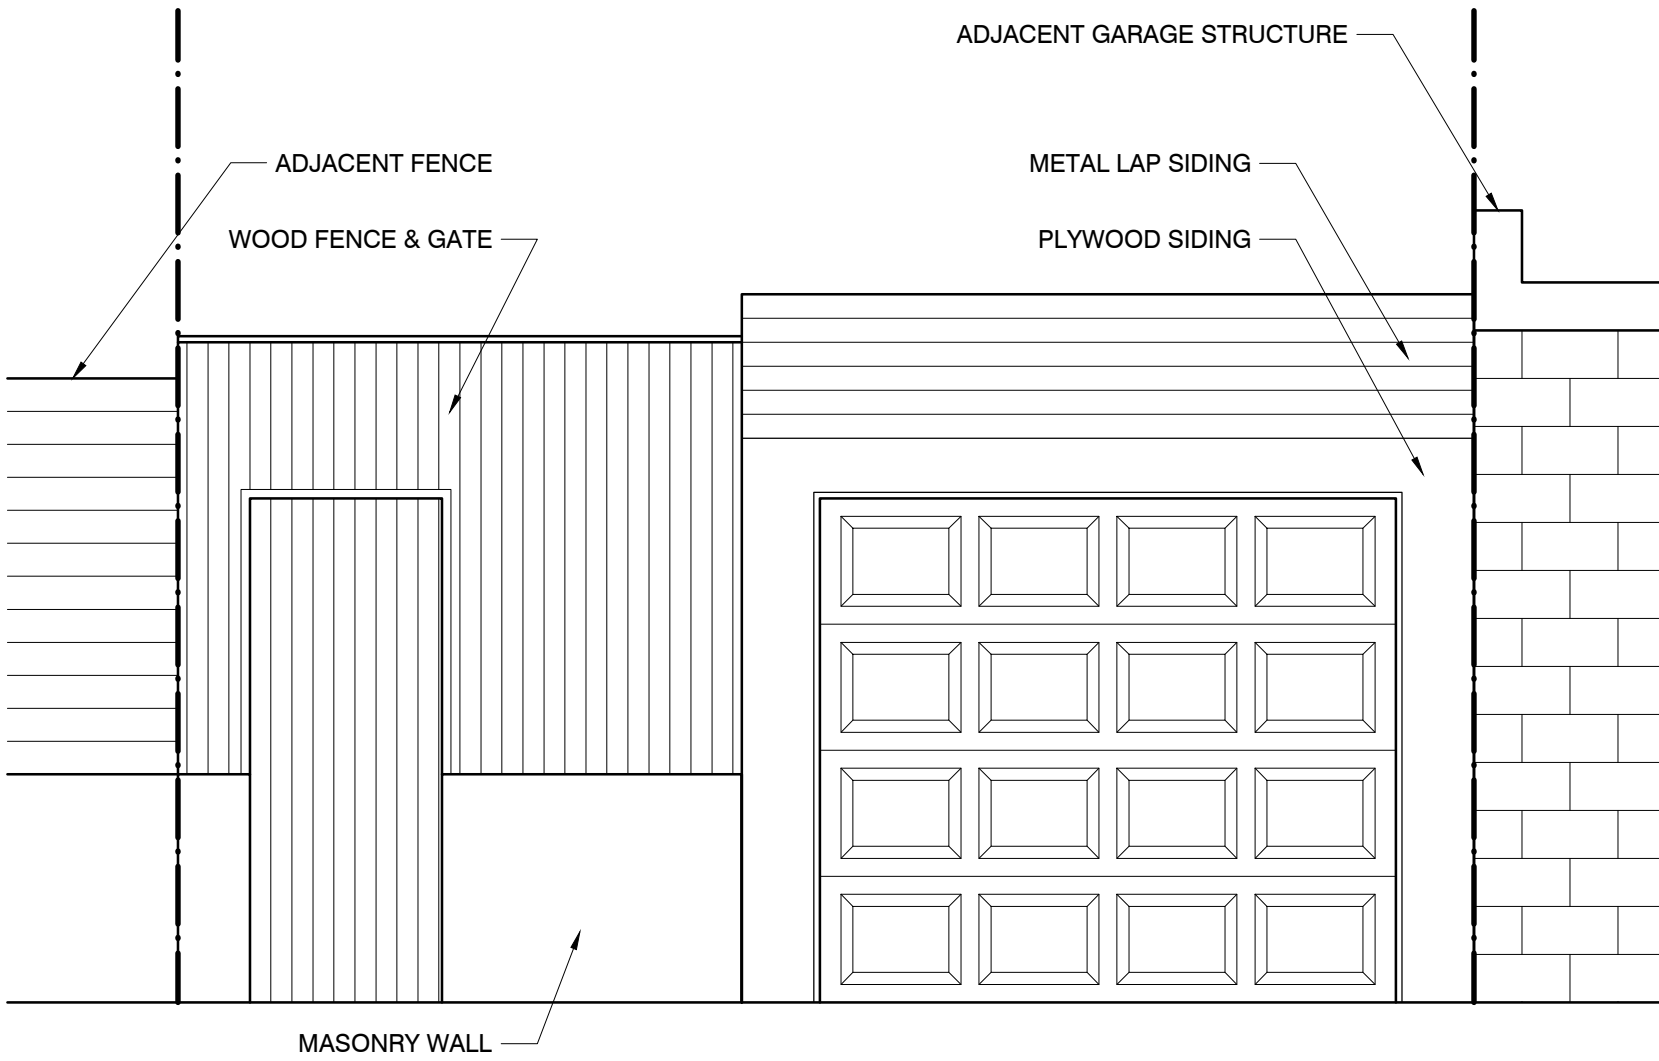 ADJACENT GARAGE STRUCTURE
ADJACENT FENCE
METAL LAP SIDING
WOOD FENCE & GATE
PLYWOOD SIDING
MASONRY WALL